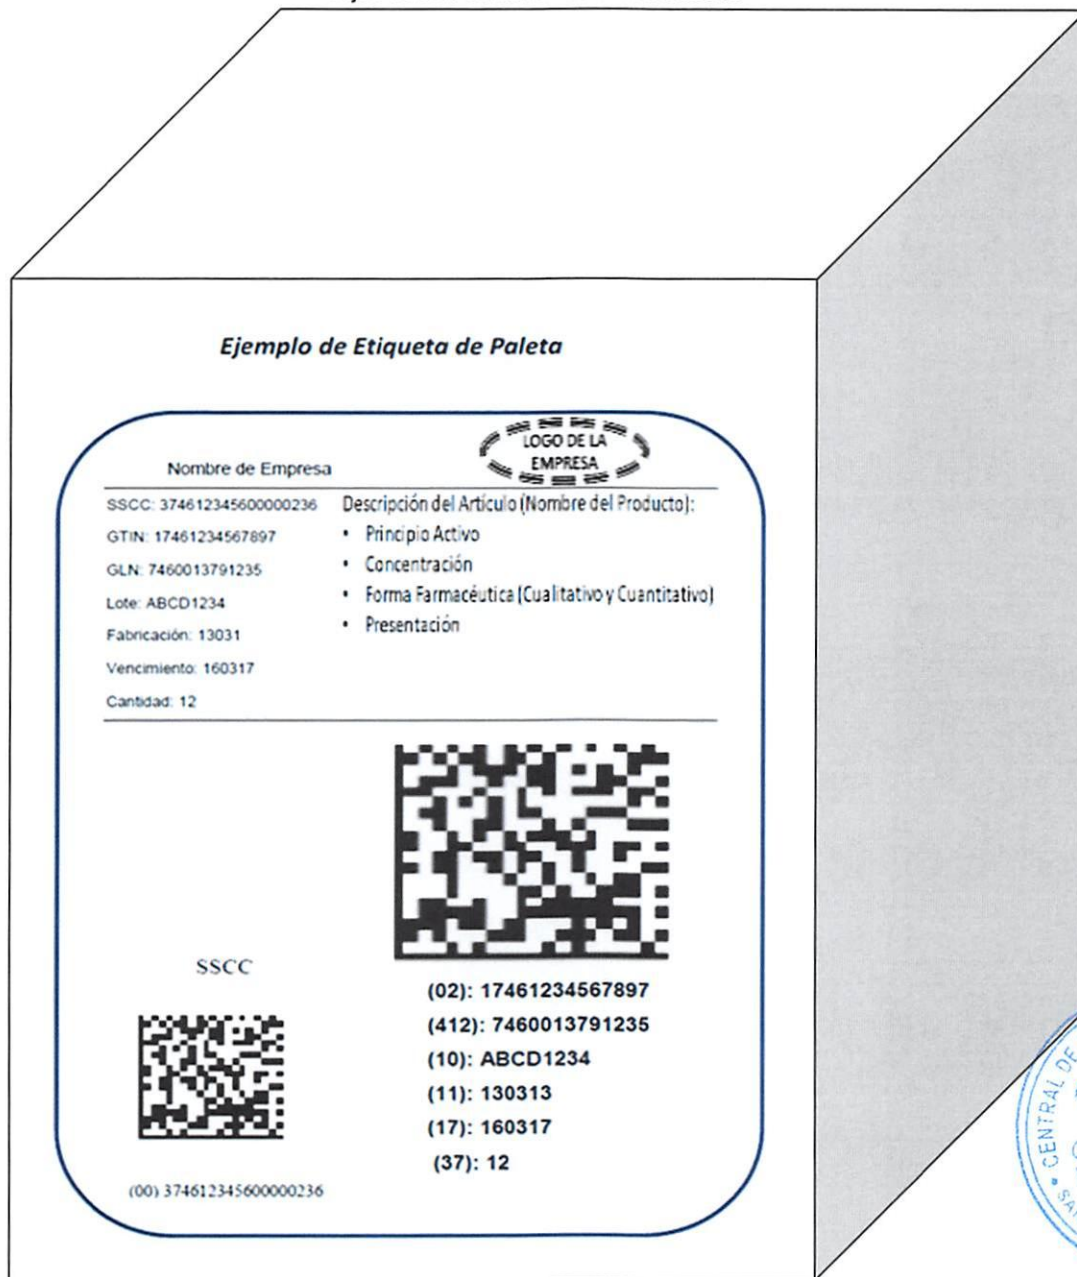 Ejemplo de Etiqueta de Paleta
LOGO DE LA
EMPRESA
Nombre de Empresa
SSCC: 374612345600000236
GTIN: 17461234567897
GLN: 7460013791235
Lote: ABCD1234
Fabricación: 13031
Vencimiento: 160317
Cantidad: 12
Descripción del Artículo (Nombre del Producto):
• Principio Activo
• Concentración
• Forma Farmacéutica (Cualitativo y Cuantitativo)
• Presentación
SSCC
(00) 374612345600000236
(02): 17461234567897
(412): 7460013791235
(10): ABCD1234
(11): 130313
(17): 160317
(37): 12
CENTRAL DE